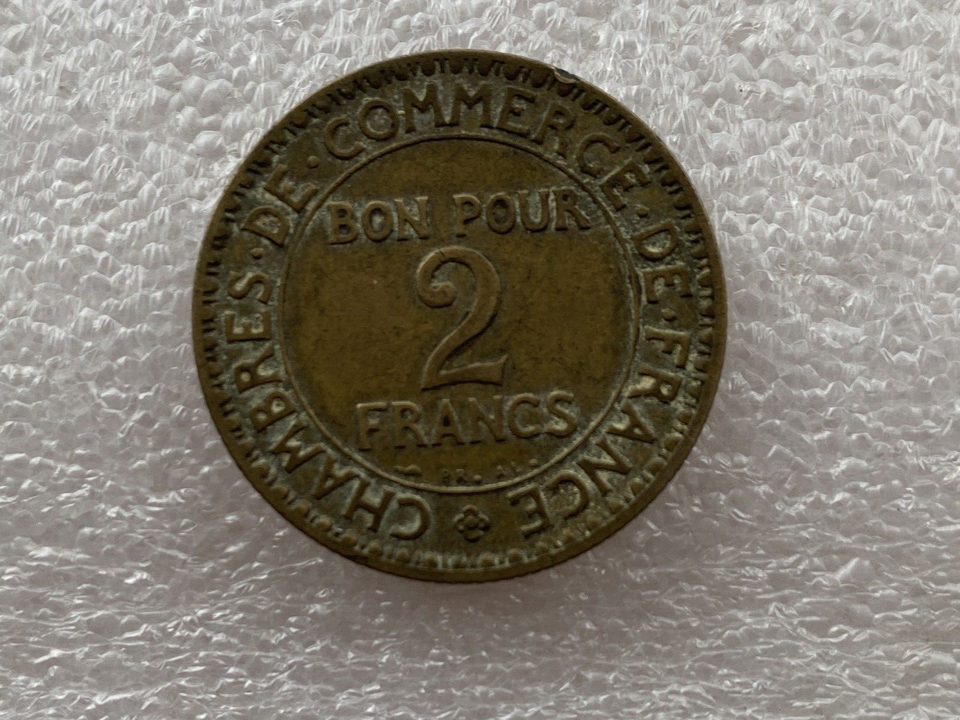 CHAMBRES·DE·COMMERCE·DE·FRANCE
BON POUR
2
FRANCS